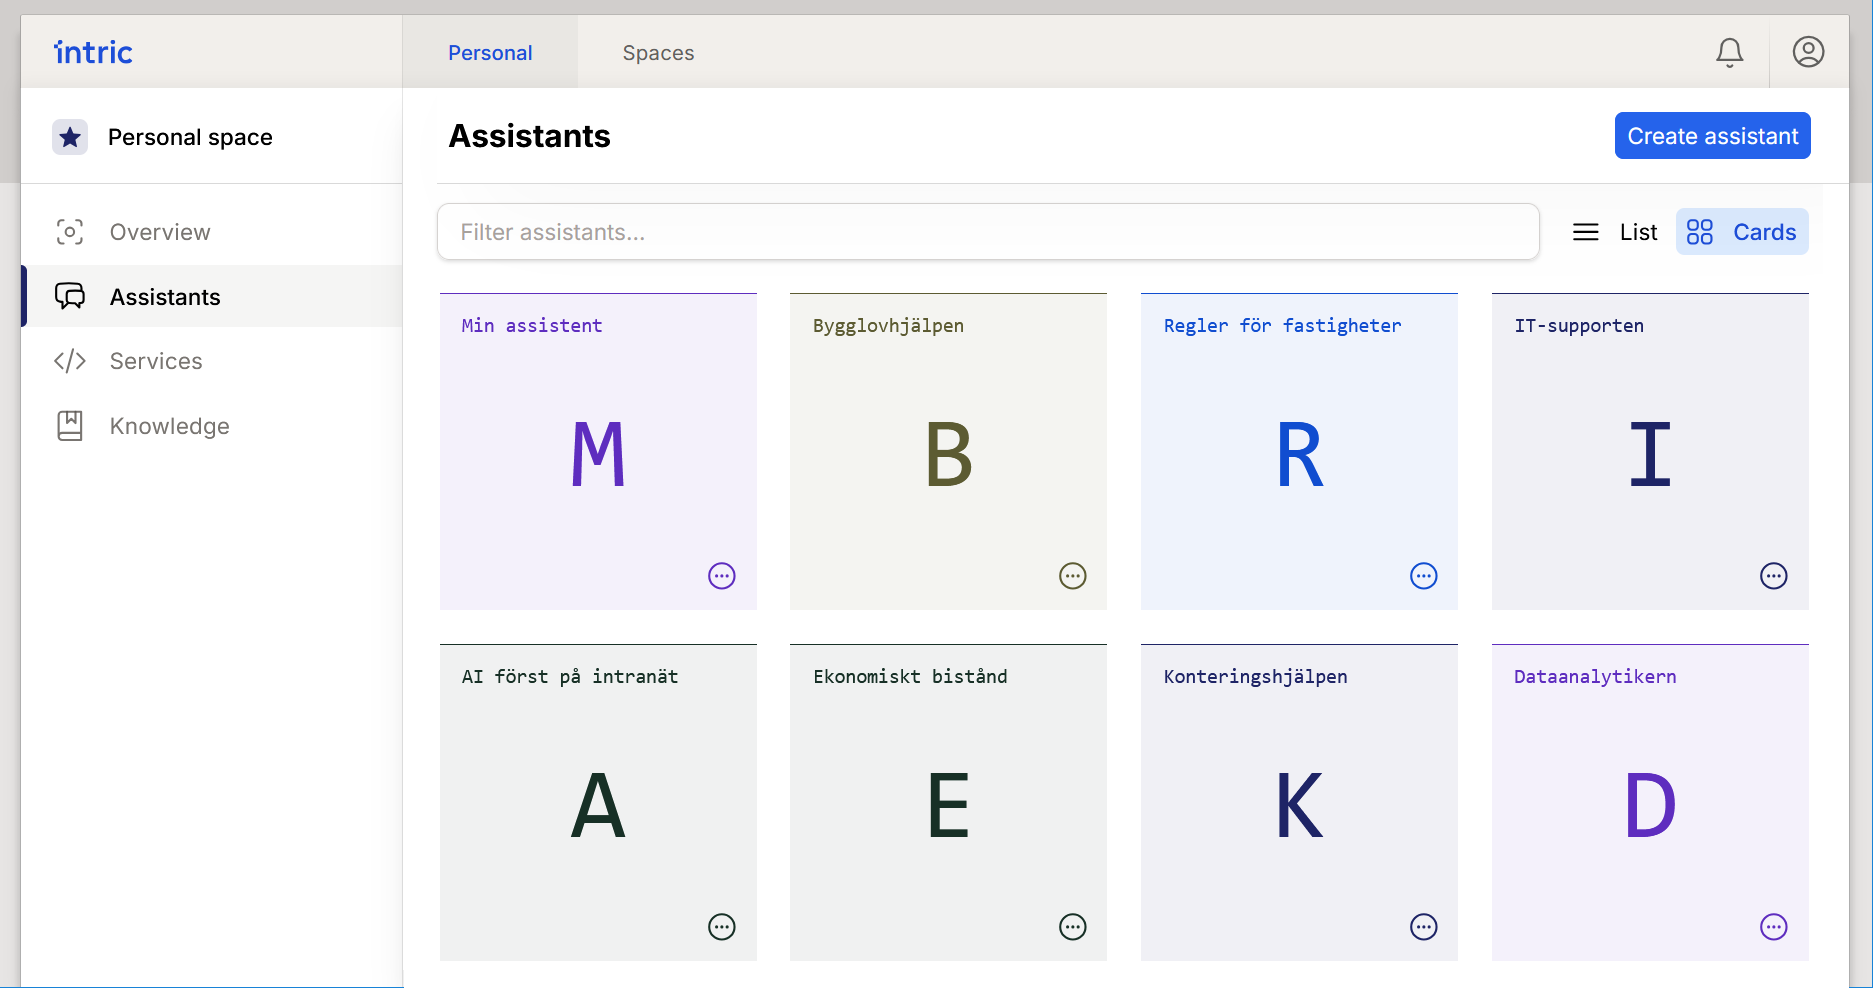 intric
Personal
Spaces
Personal space
Assistants
Create assistant
Overview
Filter assistants...
List
Cards
Assistants
Services
Knowledge
Min assistent
Bygglovhjälpen
Regler för fastigheter
IT-supporten
M
B
R
I
AI först på intranät
Ekonomiskt bistånd
Konteringshjälpen
Dataanalytikern
A
E
K
D